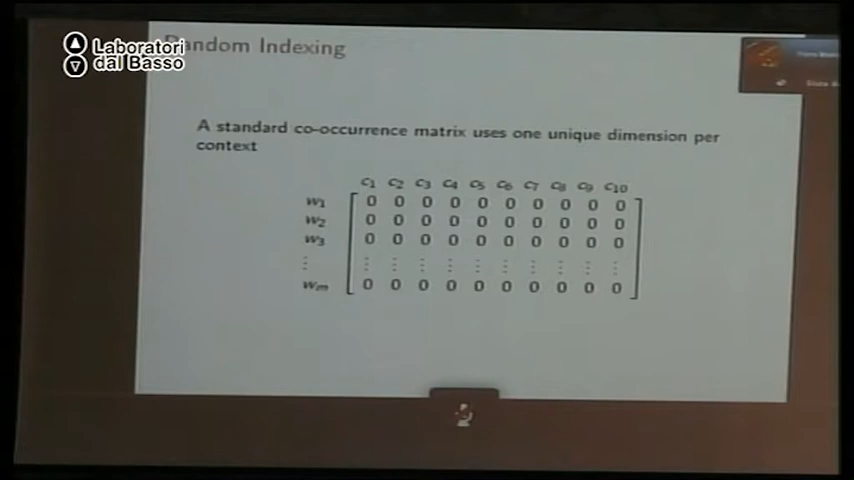 Laboratori
dal Basso
Random Indexing
A standard co-occurrence matrix uses one unique dimension per
context
c1 c2 c3 c4 c5 c6 c7 c8 c9 c10
w1 0 0 0 0 0 0 0 0 0 0
w2 0 0 0 0 0 0 0 0 0 0
w3 0 0 0 0 0 0 0 0 0 0
⋮ ⋮ ⋮ ⋮ ⋮ ⋮ ⋮ ⋮ ⋮ ⋮ ⋮
wm 0 0 0 0 0 0 0 0 0 0